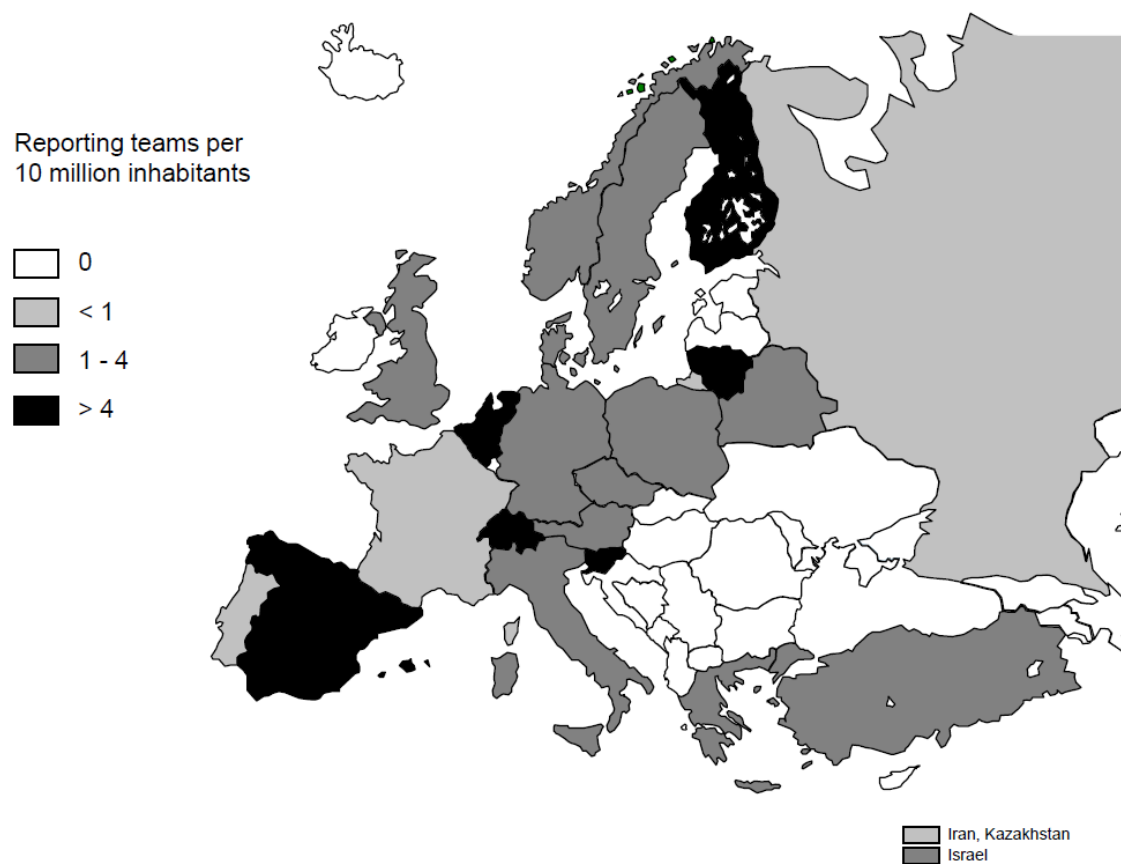 Reporting teams per
10 million inhabitants
0
< 1
1 - 4
> 4
Iran, Kazakhstan
Israel